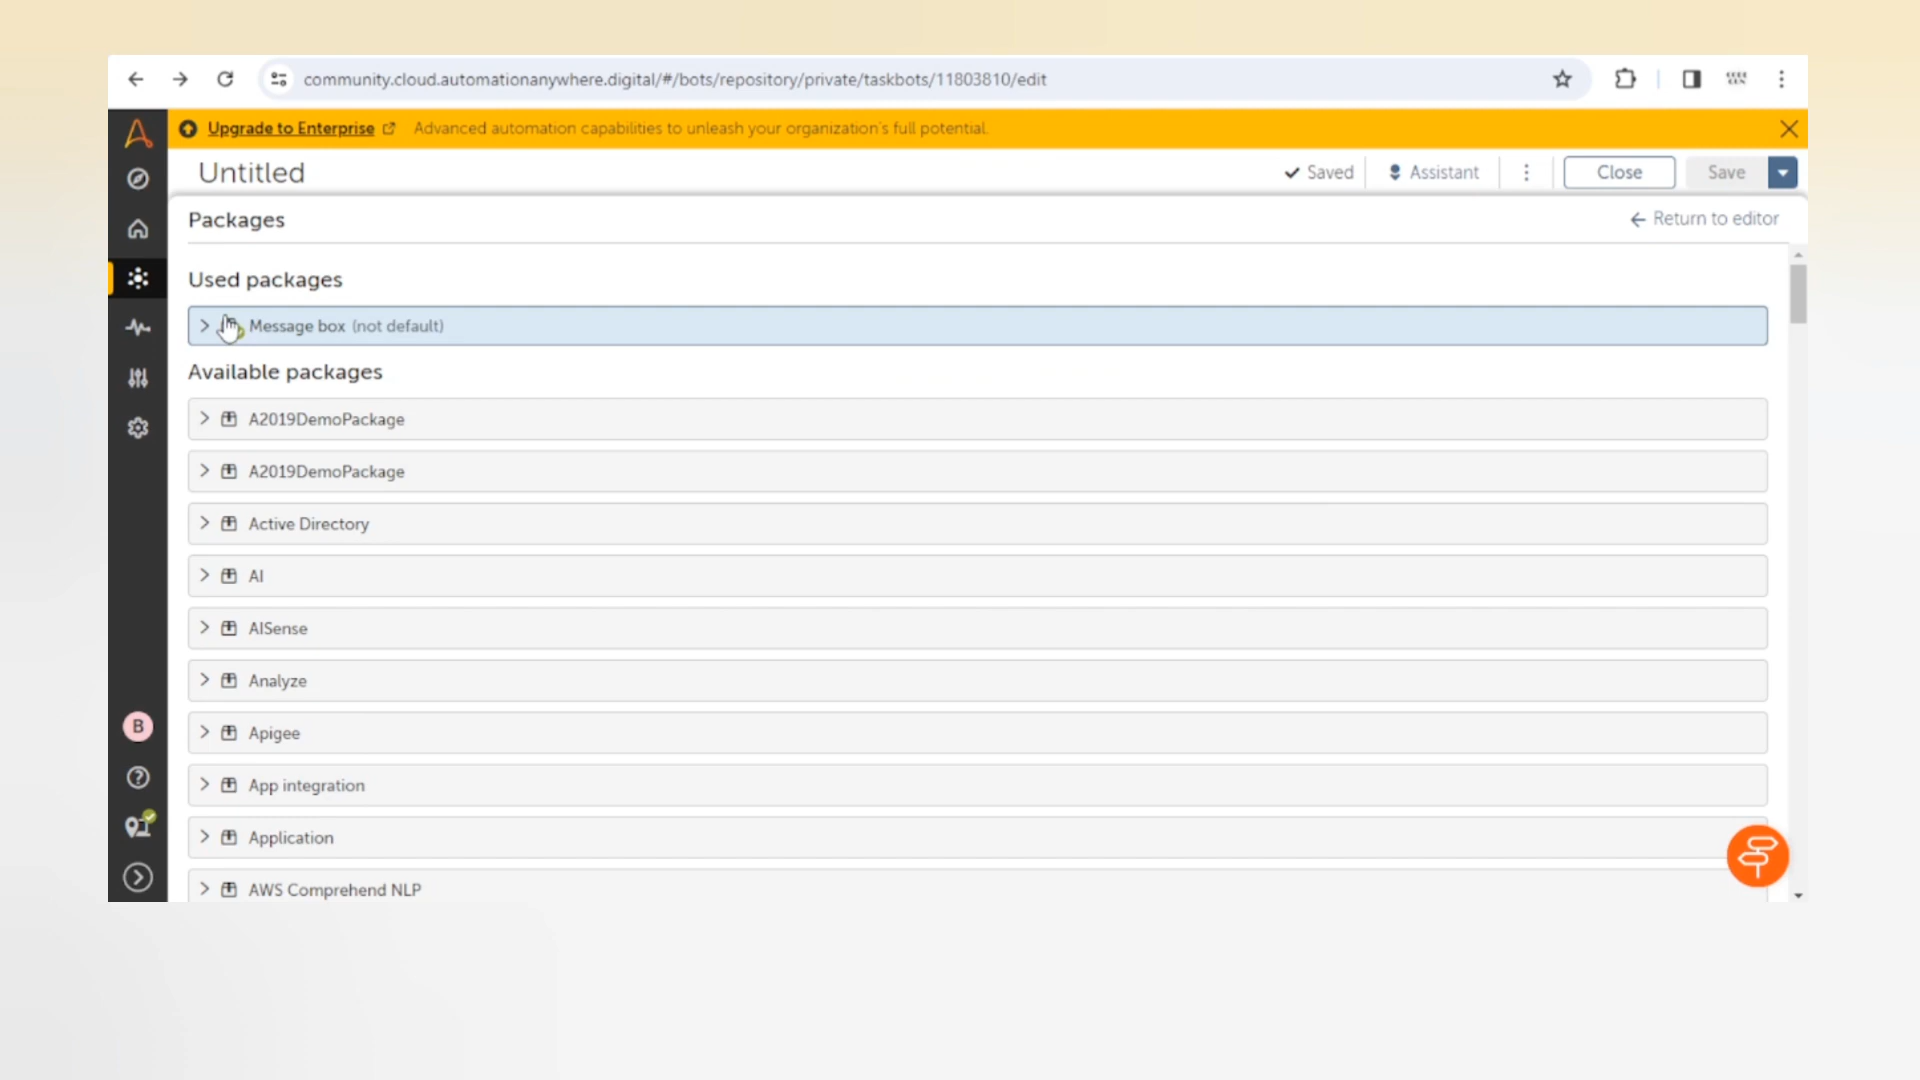 community.cloud.automationanywhere.digital/#/bots/repository/private/taskbots/11803810/edit
Upgrade to Enterprise Advanced automation capabilities to unleash your organization's full potential.
Untitled
Saved
Assistant
Close
Save
Packages
Return to editor
Used packages
Message box (not default)
Available packages
A2019DemoPackage
A2019DemoPackage
Active Directory
AI
AISense
Analyze
Apigee
App integration
Application
AWS Comprehend NLP
B